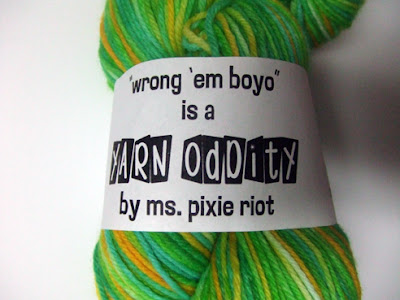 "wrong 'em boyo"
is a
YARN OdDitY
by ms. pixie riot